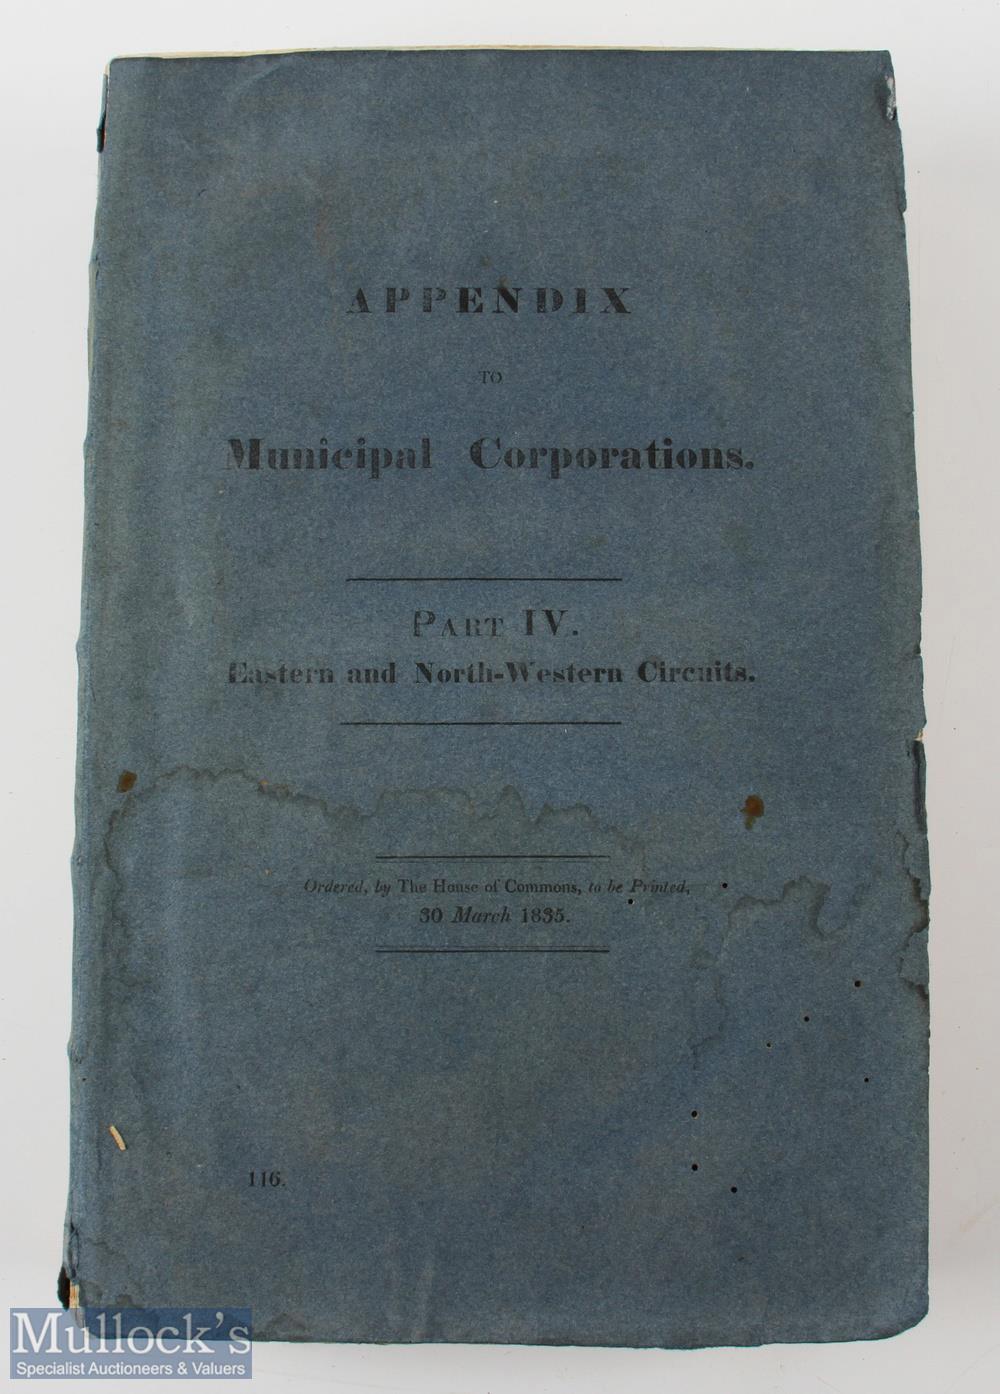 APPENDIX
TO
Municipal Corporations.
PART IV.
Eastern and North-Western Circuits.
Ordered, by The House of Commons, to be Printed,
30 March 1835.
116.
Mullock's
Specialist Auctioneers & Valuers